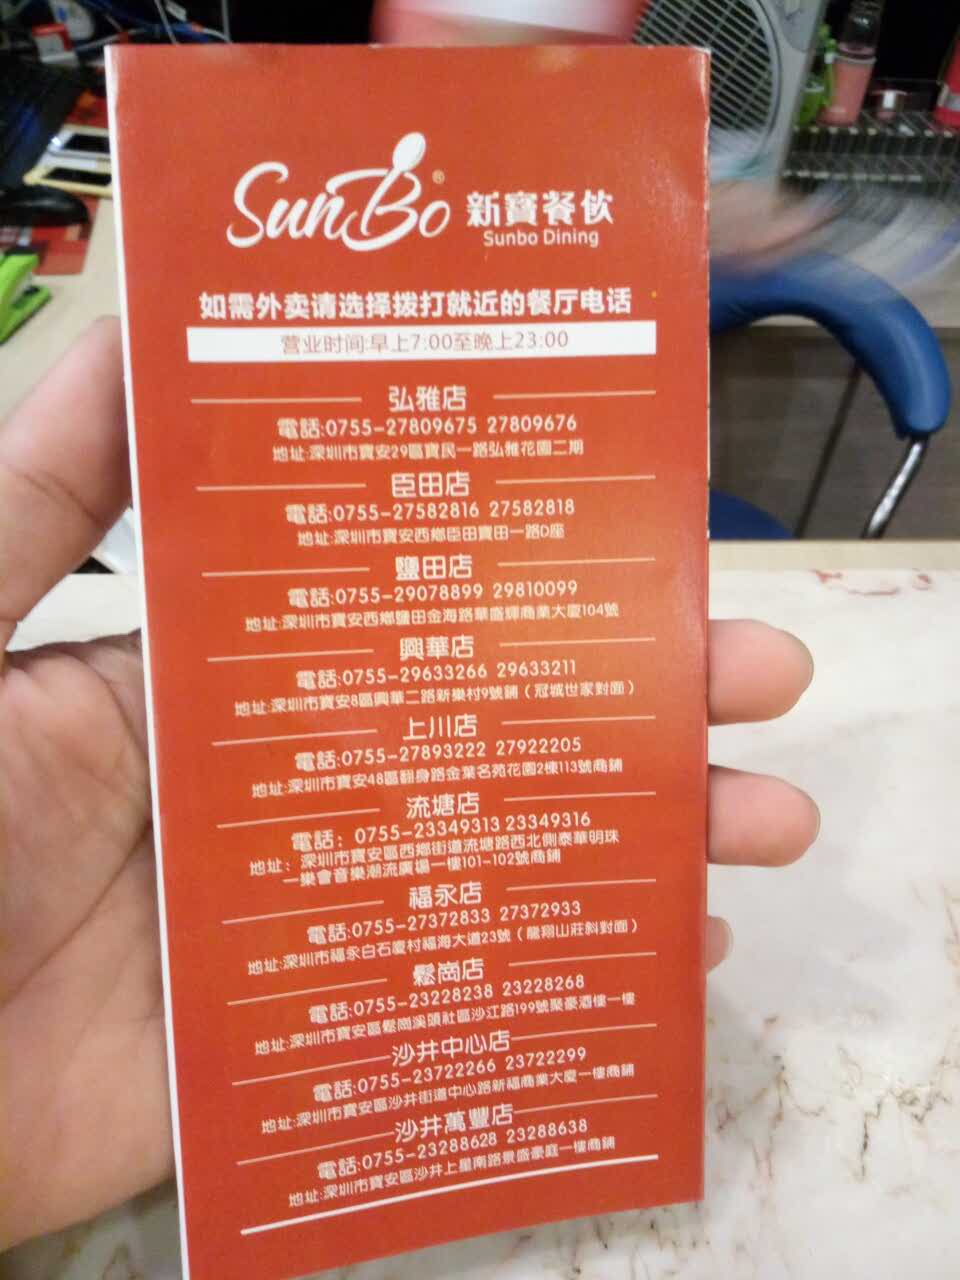 SunBo® 新寶餐飲
Sunbo Dining
如需外卖请选择拨打就近的餐厅电话
营业时间:早上7:00至晚上23:00
弘雅店
電話:0755-27809675 27809676
地址:深圳市寶安29區寶民一路弘雅花園二期
臣田店
電話:0755-27582816 27582818
地址:深圳市寶安西鄉臣田寶田一路D座
鹽田店
電話:0755-29078899 29810099
地址:深圳市寶安西鄉鹽田金海路華盛輝商業大廈104號
興華店
電話:0755-29633266 29633211
地址:深圳市寶安8區興華二路新樂村9號鋪（冠城世家對面）
上川店
電話:0755-27893222 27922205
地址:深圳市寶安48區翻身路金葉名苑花園2棟113號商鋪
流塘店
電話：0755-23349313 23349316
地址：深圳市寶安區西鄉街道流塘路西北側泰華明珠
一樂會音樂潮流廣場一樓101-102號商鋪
福永店
電話:0755-27372833 27372933
地址:深圳市福永白石廈村福海大道23號（龍翔山莊斜對面）
鬆崗店
電話:0755-23228238 23228268
地址:深圳市寶安區鬆崗溪頭社區沙江路199號聚豪酒樓一樓
沙井中心店
電話:0755-23722266 23722299
地址:深圳市寶安區沙井街道中心路新福商業大廈一樓商鋪
沙井萬豐店
電話:0755-23288628 23288638
地址:深圳市寶安區沙井上星南路景盛豪庭一樓商鋪